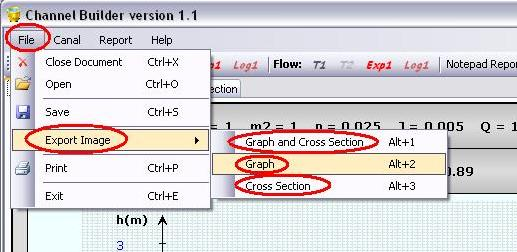 Channel Builder version 1.1
File Canal Report Help
Close Document Ctrl+X
Exp1 Log1 Flow: T1 T2 Exp1 Log1 Notepad Repor
Open Ctrl+O
ection
Save Ctrl+S
= 1 m2 = 1 n = 0.025 J = 0.005 Q = 1
Export Image
Graph and Cross Section Alt+1
Print Ctrl+P
Graph Alt+2
0.89
Exit Ctrl+E
Cross Section Alt+3
h(m)
3